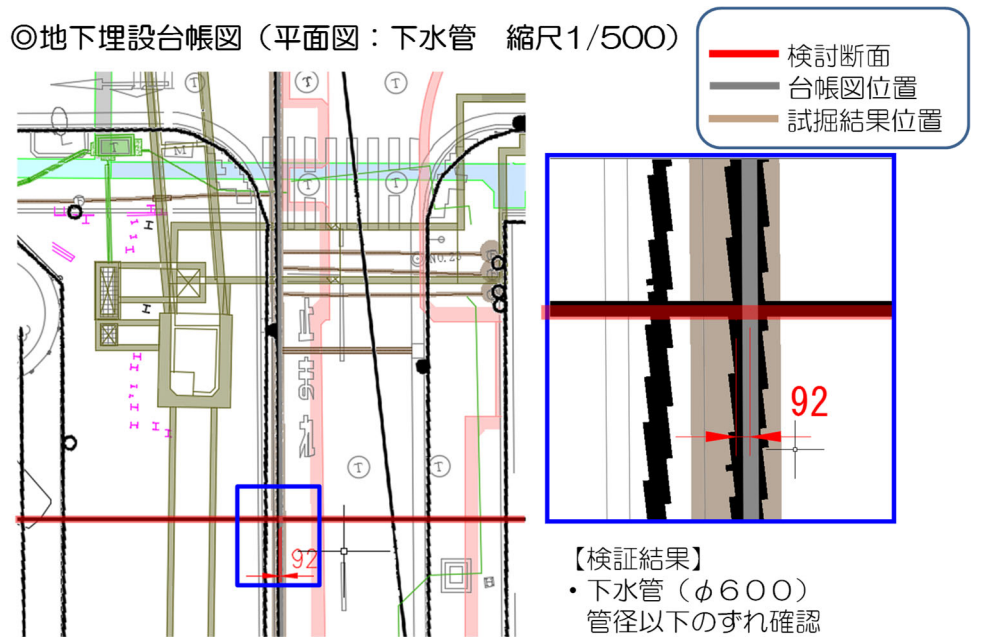 ◎地下埋設台帳図（平面図：下水管　縮尺1/500）
検討断面
台帳図位置
試掘結果位置
T
T
T
T
M
T
T
NO.25
92
T
T
92
【検証結果】
・下水管（φ600）
管径以下のずれ確認